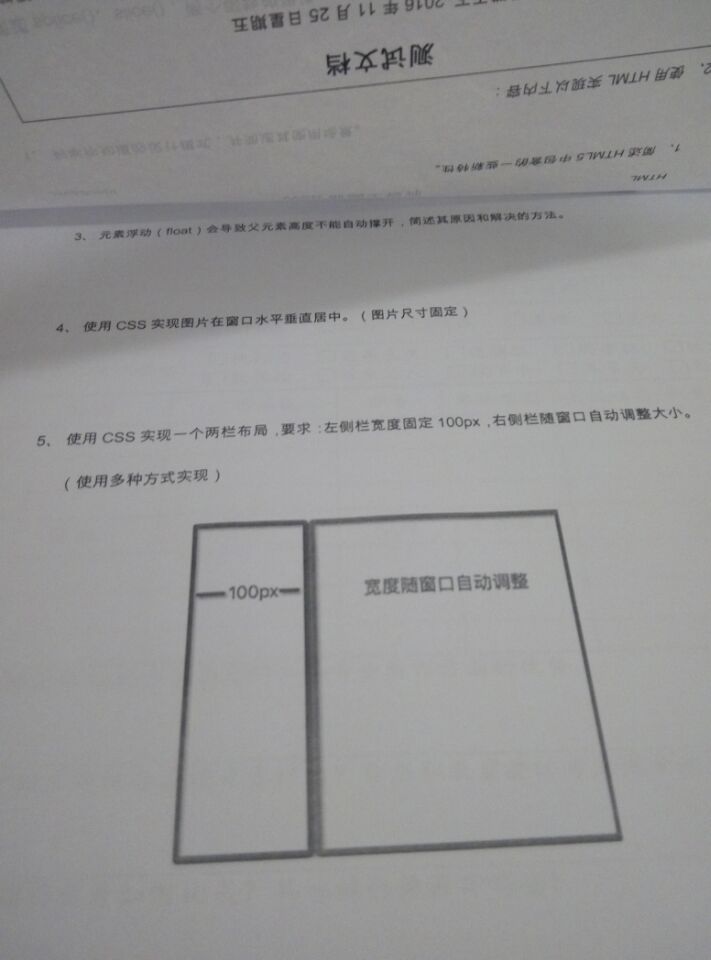 3、 元素浮动（float）会导致父元素高度不能自动撑开，简述其原因和解决的方法。
4、 使用 CSS 实现图片在窗口水平垂直居中。（图片尺寸固定）
5、 使用 CSS 实现一个两栏布局，要求：左侧栏宽度固定 100px，右侧栏随窗口自动调整大小。
（使用多种方式实现）
100px
宽度随窗口自动调整
2016 年 11 月 25 日星期五
测试文档
HTML
1、 简述 HTML5 中包含的一些新特性。
2、 使用 HTML 实现以下内容：